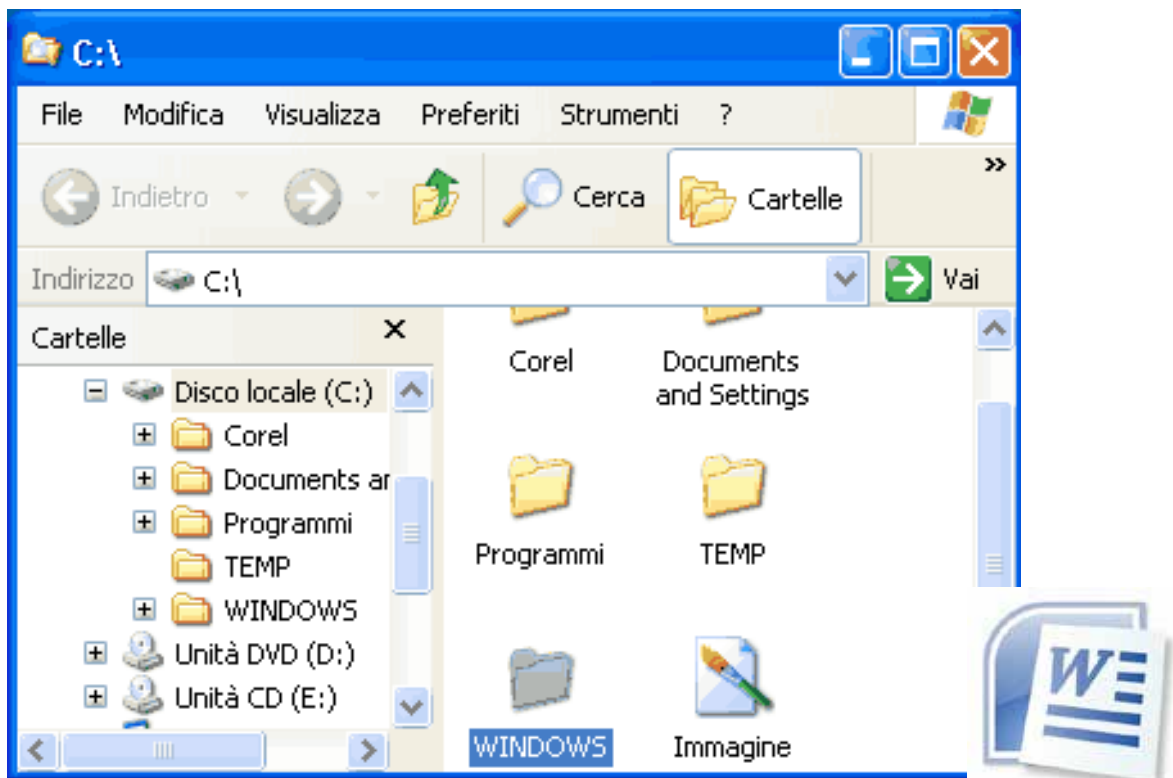 C:\
File Modifica Visualizza Preferiti Strumenti ?
Indietro Cerca Cartelle »
Indirizzo C:\ Vai
Cartelle
Disco locale (C:)
Corel
Documents ar
Programmi
TEMP
WINDOWS
Unità DVD (D:)
Unità CD (E:)
Corel
Documents
and Settings
Programmi
TEMP
WINDOWS
Immagine
W